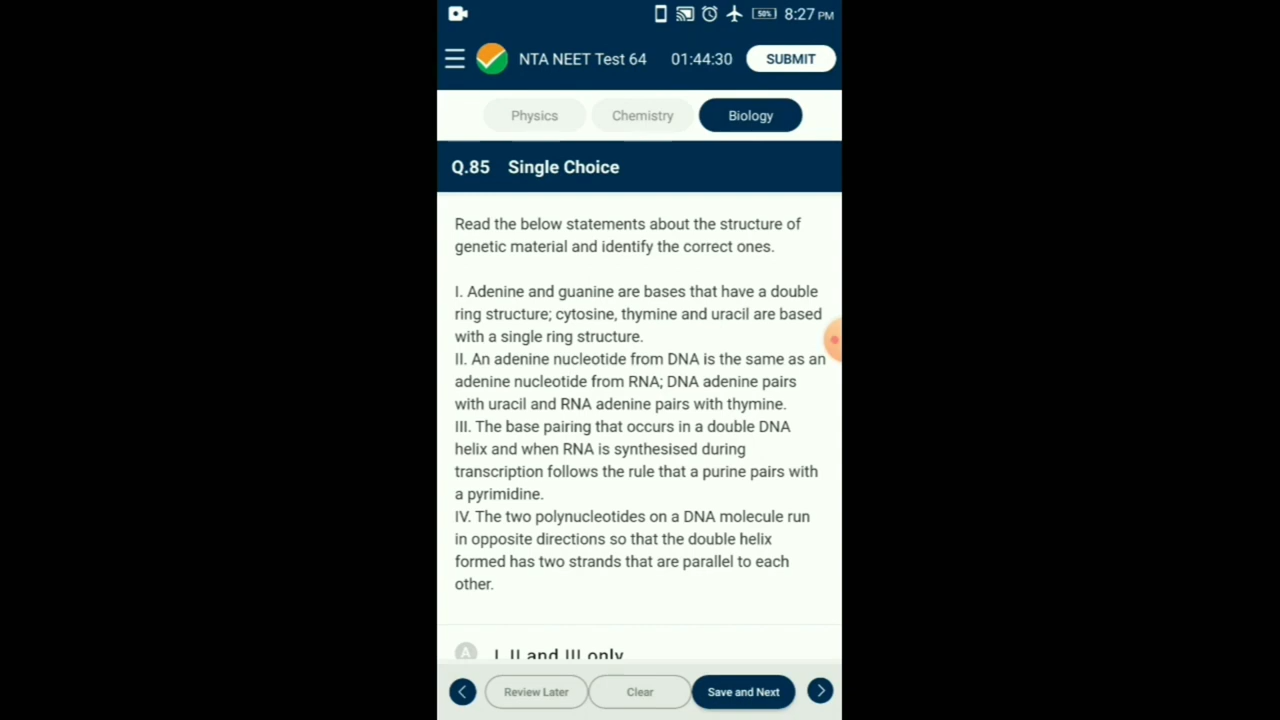 50% 8:27 PM
NTA NEET Test 64 01:44:30 SUBMIT
Physics Chemistry Biology
Q.85 Single Choice
Read the below statements about the structure of
genetic material and identify the correct ones.
I. Adenine and guanine are bases that have a double
ring structure; cytosine, thymine and uracil are based
with a single ring structure.
II. An adenine nucleotide from DNA is the same as an
adenine nucleotide from RNA; DNA adenine pairs
with uracil and RNA adenine pairs with thymine.
III. The base pairing that occurs in a double DNA
helix and when RNA is synthesised during
transcription follows the rule that a purine pairs with
a pyrimidine.
IV. The two polynucleotides on a DNA molecule run
in opposite directions so that the double helix
formed has two strands that are parallel to each
other.
A I, II and III only
Review Later Clear Save and Next